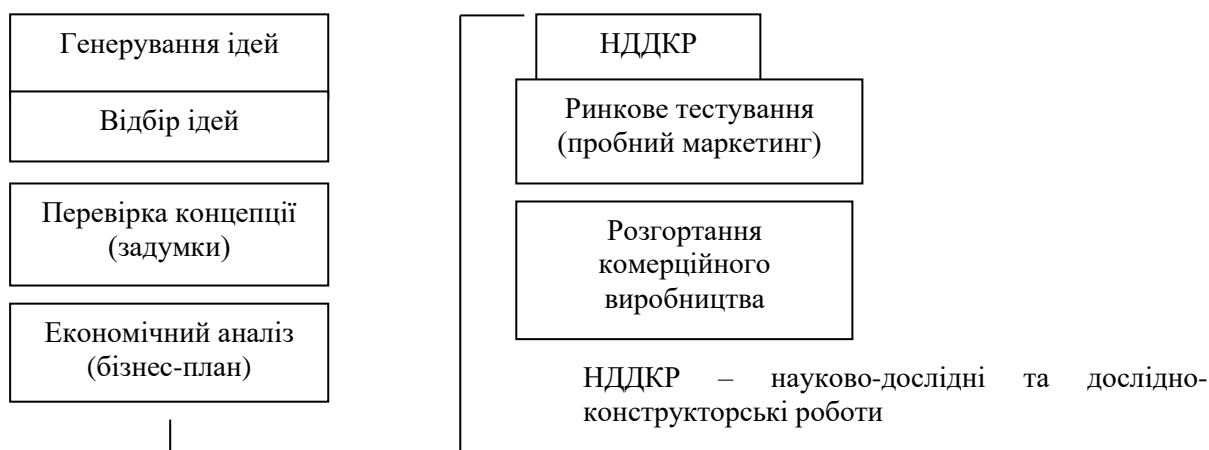 Генерування ідей
Відбір ідей
Перевірка концепції
(задумки)
Економічний аналіз
(бізнес-план)
НДДКР
Ринкове тестування
(пробний маркетинг)
Розгортання
комерційного
виробництва
НДДКР – науково-дослідні та дослідно-
конструкторські роботи